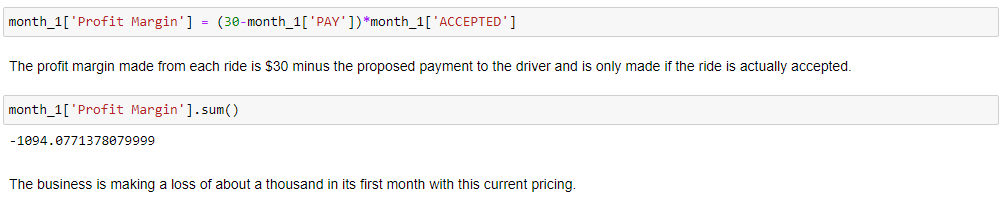 month_1['Profit Margin'] = (30-month_1['PAY'])*month_1['ACCEPTED']
The profit margin made from each ride is $30 minus the proposed payment to the driver and is only made if the ride is actually accepted.
month_1['Profit Margin'].sum()
-1094.0771378079999
The business is making a loss of about a thousand in its first month with this current pricing.